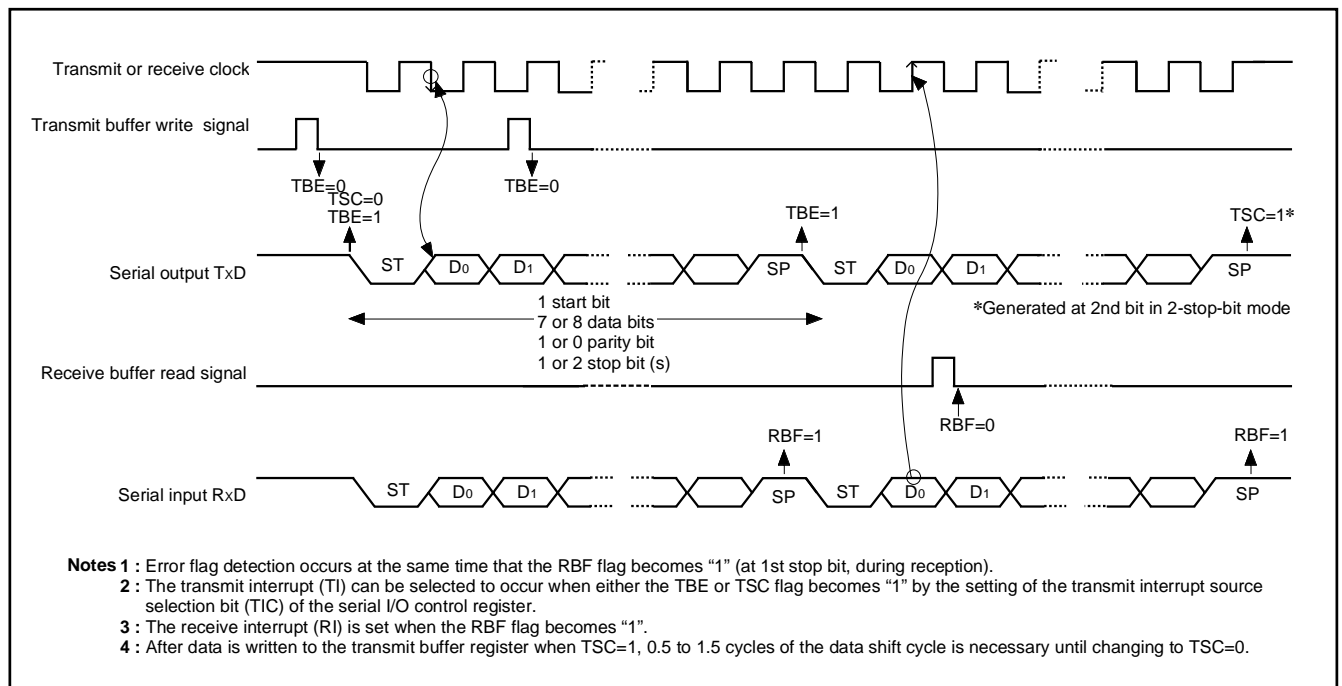 Transmit or receive clock
Transmit buffer write signal
TBE=0
TSC=0
TBE=1
TBE=0
TBE=1
TSC=1*
Serial output TxD
ST
D0
D1
SP
ST
D0
D1
SP
*Generated at 2nd bit in 2-stop-bit mode
1 start bit
7 or 8 data bits
1 or 0 parity bit
1 or 2 stop bit (s)
Receive buffer read signal
RBF=0
RBF=1
RBF=1
Serial input RxD
ST
D0
D1
SP
ST
D0
D1
SP
Notes 1 : Error flag detection occurs at the same time that the RBF flag becomes “1” (at 1st stop bit, during reception).
2 : The transmit interrupt (TI) can be selected to occur when either the TBE or TSC flag becomes “1” by the setting of the transmit interrupt source
selection bit (TIC) of the serial I/O control register.
3 : The receive interrupt (RI) is set when the RBF flag becomes “1”.
4 : After data is written to the transmit buffer register when TSC=1, 0.5 to 1.5 cycles of the data shift cycle is necessary until changing to TSC=0.